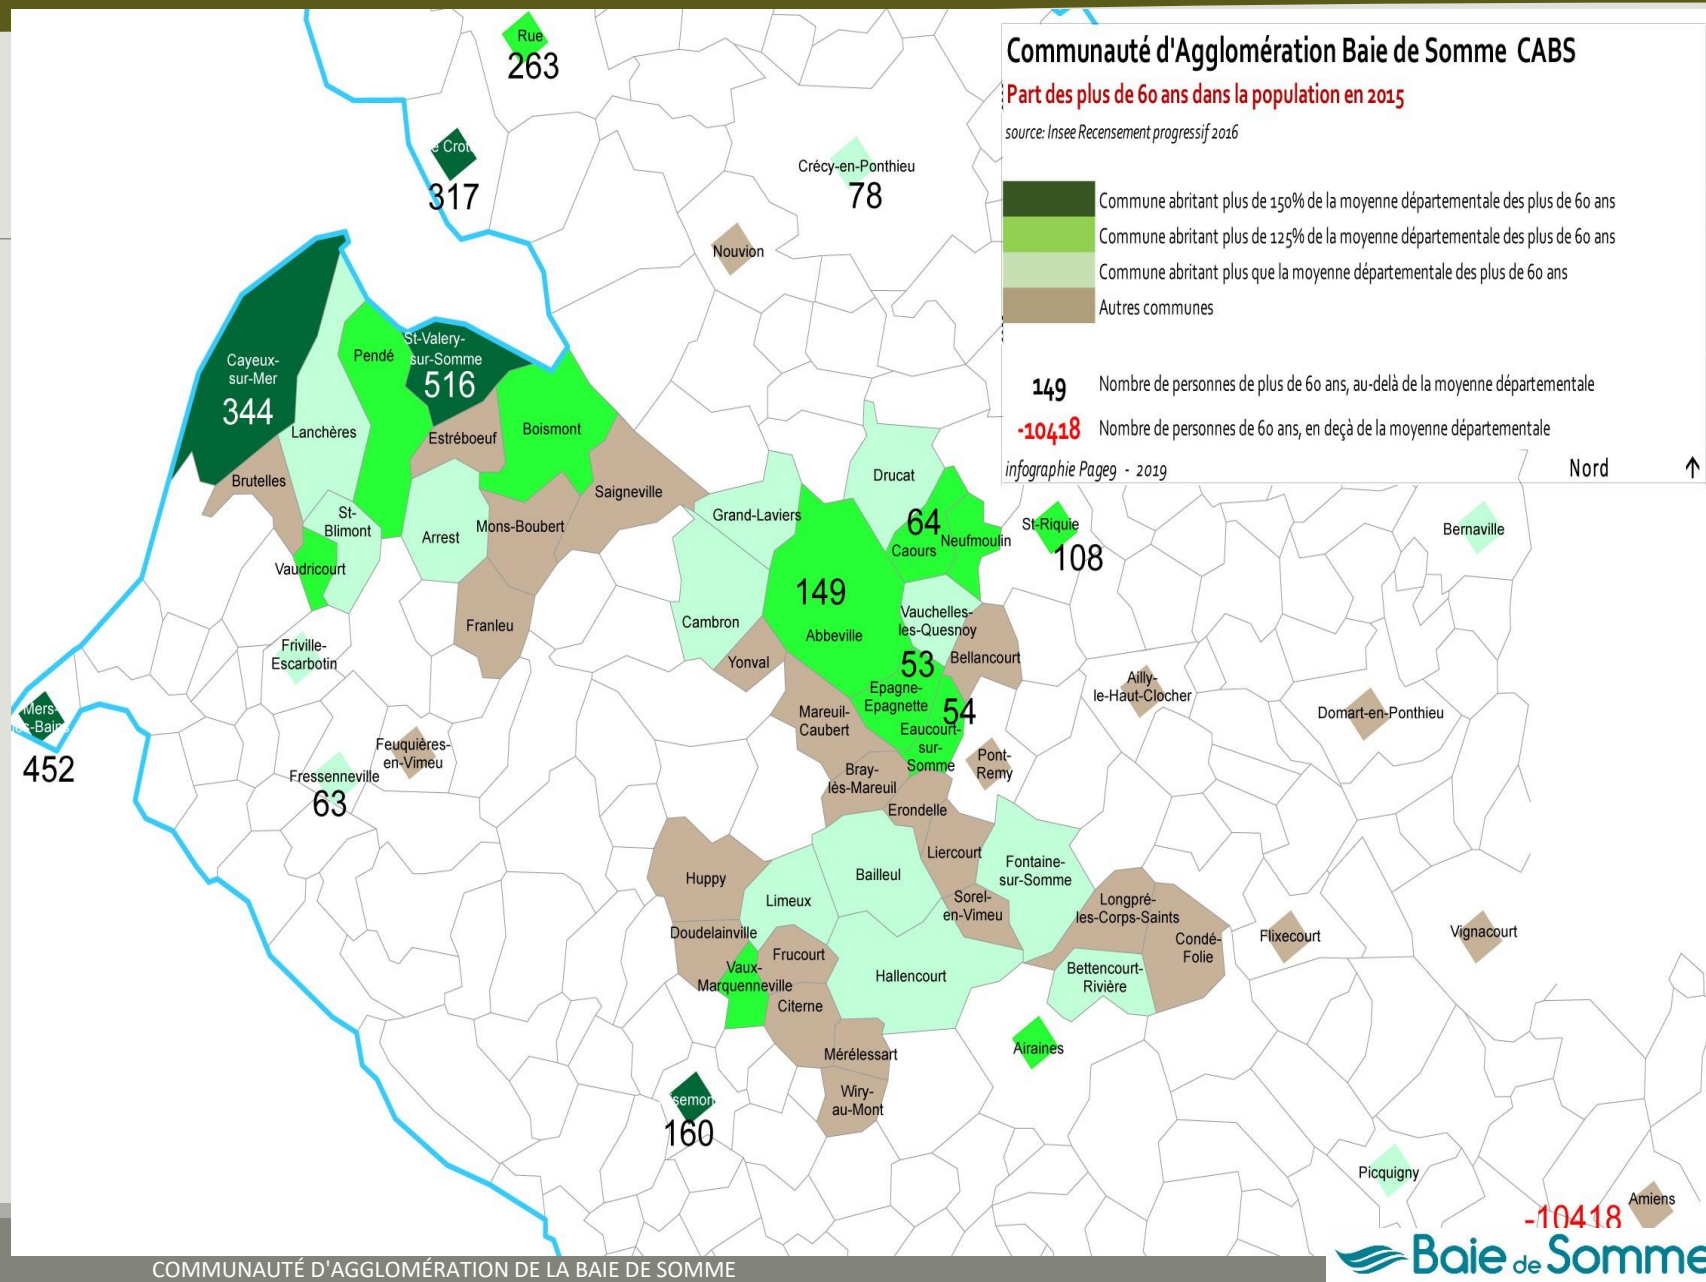 Communauté d'Agglomération Baie de Somme CABS
Part des plus de 60 ans dans la population en 2015
source: Insee Recensement progressif 2016
Commune abritant plus de 150% de la moyenne départementale des plus de 60 ans
Commune abritant plus de 125% de la moyenne départementale des plus de 60 ans
Commune abritant plus que la moyenne départementale des plus de 60 ans
Autres communes
149 Nombre de personnes de plus de 60 ans, au-delà de la moyenne départementale
-10418 Nombre de personnes de 60 ans, en deçà de la moyenne départementale
infographie Page9 - 2019
Nord
Rue
263
e Crot
317
Crécy-en-Ponthieu
78
Nouvion
Cayeux-
sur-Mer
344
Lanchères
Pendé
St-Valery-
sur-Somme
516
Estréboeuf
Boismont
Brutelles
Saigneville
St-
Blimont
Arrest
Mons-Boubert
Vaudricourt
Franleu
Friville-
Escarbotin
Mers-
s-Bain
452
Feuquières-
en-Vimeu
Fressenneville
63
Drucat
Grand-Laviers
64
Caours
Neufmoulin
St-Riquie
108
Bernaville
149
Abbeville
Cambron
Vauchelles-
les-Quesnoy
Yonval
53
Bellancourt
Epagne-
Epagnette
54
Mareuil-
Caubert
Eaucourt-
sur-
Somme
Ailly-
le-Haut-Clocher
Domart-en-Ponthieu
Pont-
Remy
Bray-
lès-Mareuil
Erondelle
Liercourt
Fontaine-
sur-Somme
Huppy
Bailleul
Limeux
Sorel-
en-Vimeu
Longpré-
les-Corps-Saints
Doudelainville
Frucourt
Condé-
Folie
Flixecourt
Vignacourt
Vaux-
Marquenneville
Hallencourt
Bettencourt-
Rivière
Citerne
Mérélessart
Airaines
Wiry-
au-Mont
semon
160
Picquigny
Amiens
-10418
COMMUNAUTÉ D'AGGLOMÉRATION DE LA BAIE DE SOMME
Baie de Somme